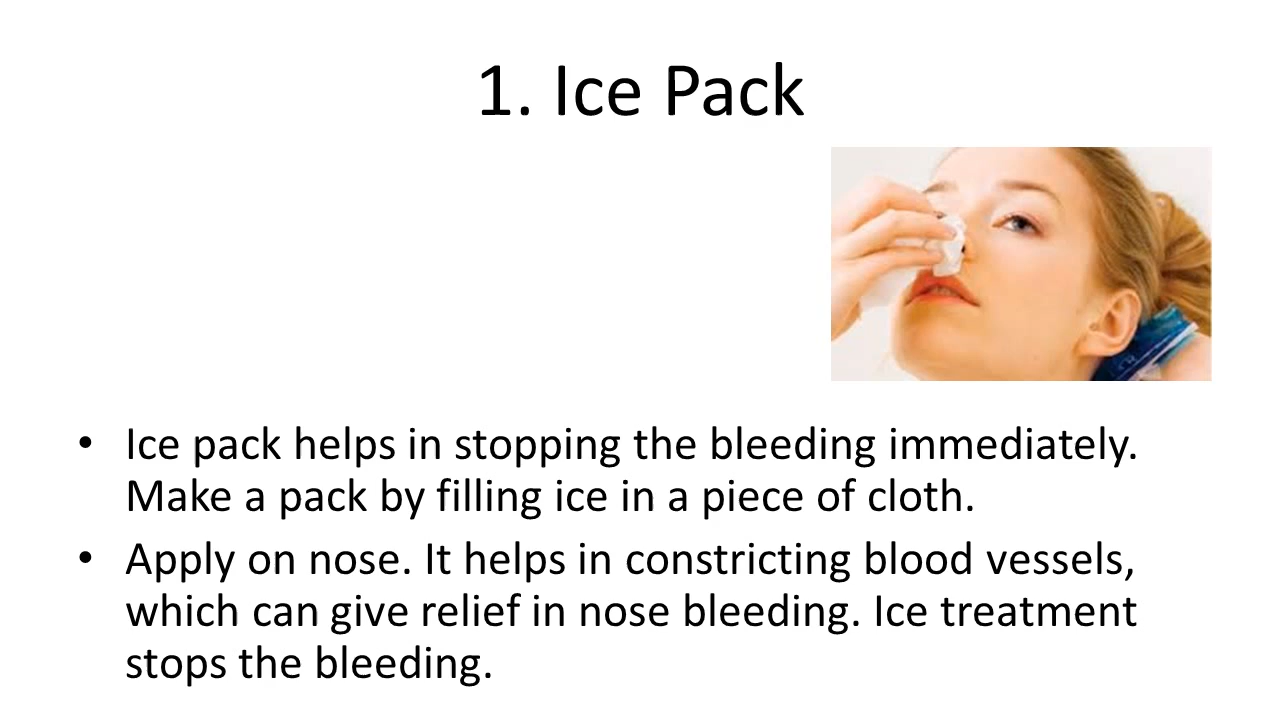 1. Ice Pack
• Ice pack helps in stopping the bleeding immediately.
Make a pack by filling ice in a piece of cloth.
• Apply on nose. It helps in constricting blood vessels,
which can give relief in nose bleeding. Ice treatment
stops the bleeding.